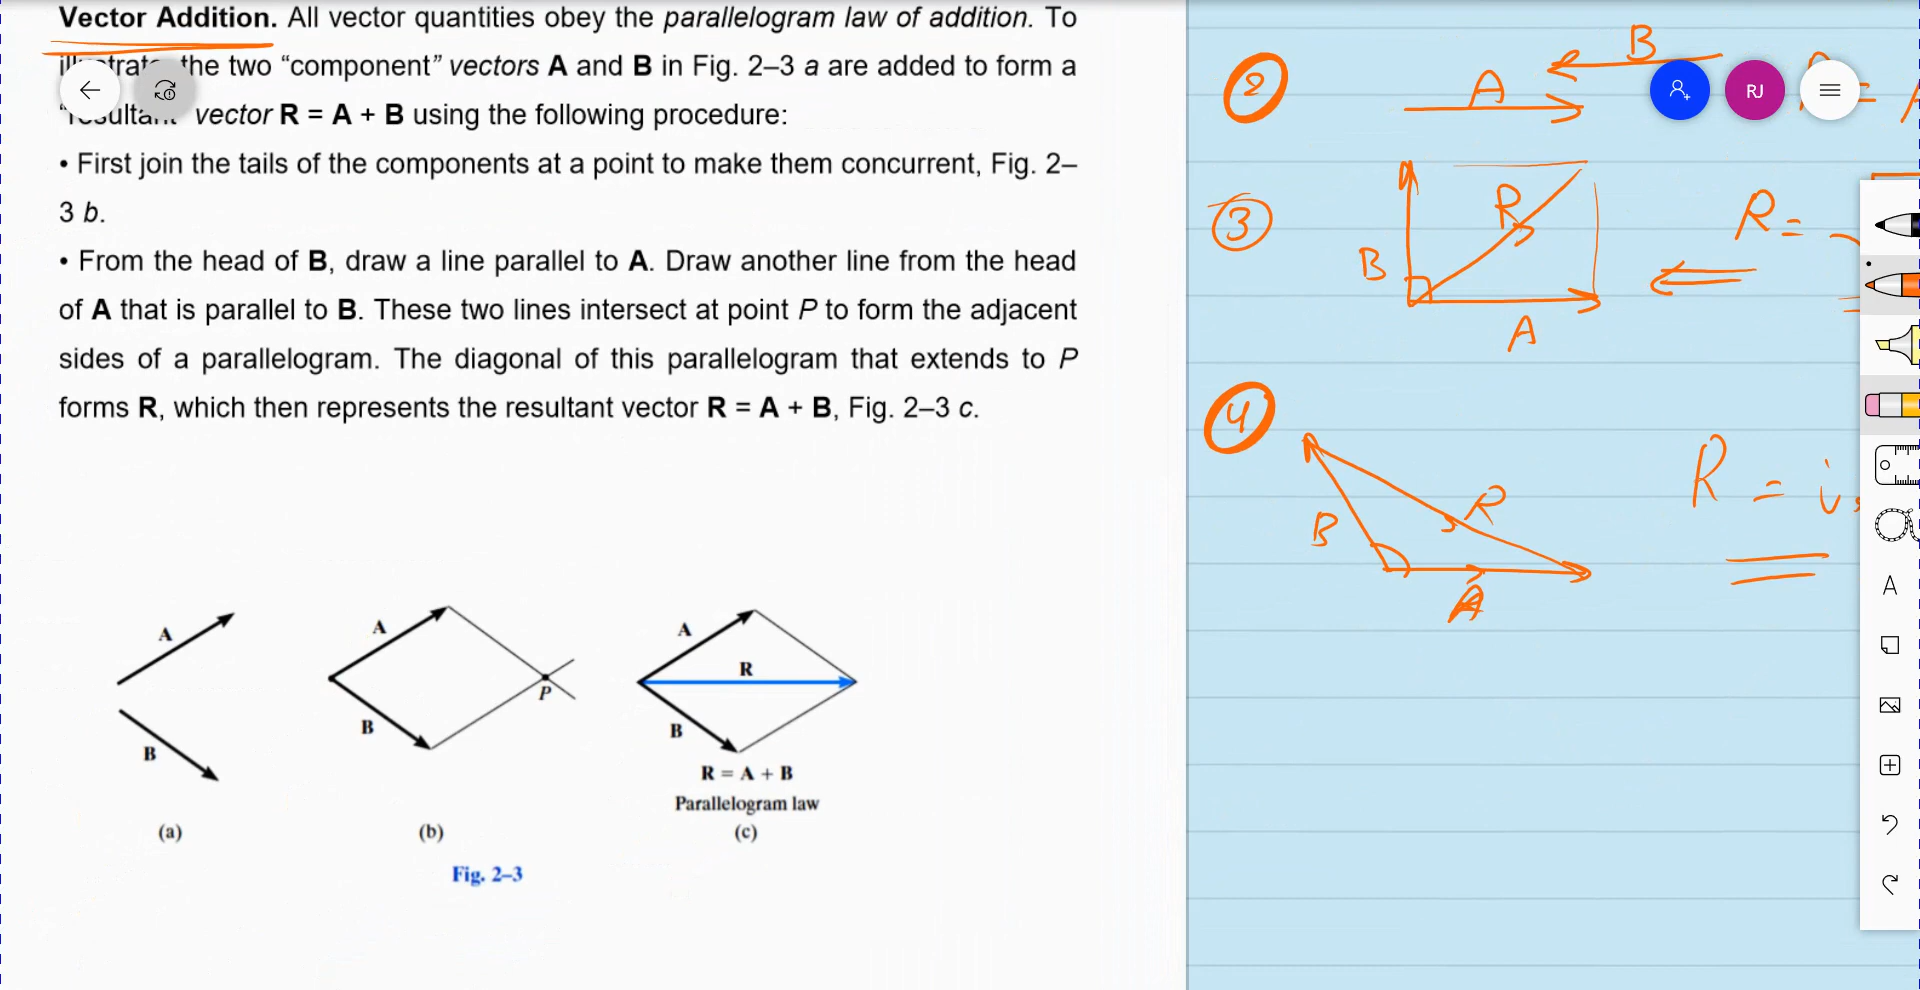 Vector Addition. All vector quantities obey the parallelogram law of addition. To
the two “component” vectors A and B in Fig. 2–3 a are added to form a
vector R = A + B using the following procedure:
• First join the tails of the components at a point to make them concurrent, Fig. 2–
3 b.
• From the head of B, draw a line parallel to A. Draw another line from the head
of A that is parallel to B. These two lines intersect at point P to form the adjacent
sides of a parallelogram. The diagonal of this parallelogram that extends to P
forms R, which then represents the resultant vector R = A + B, Fig. 2–3 c.
A
B
(a)
A
B
P
(b)
A
R
B
R = A + B
Parallelogram law
(c)
Fig. 2–3
2
A
B
RJ
3
B
R
A
R =
4
B
R
A
R =
A